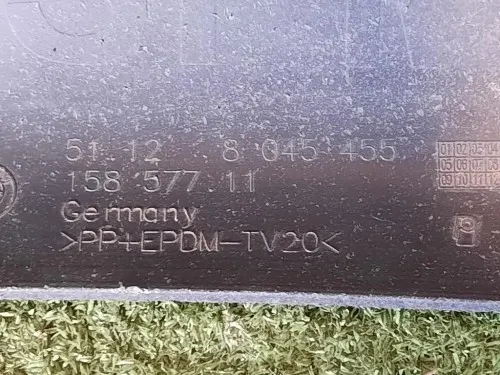 51.12 8 045 455
158 577 11
Germany
>PP+EPDM-TV20<